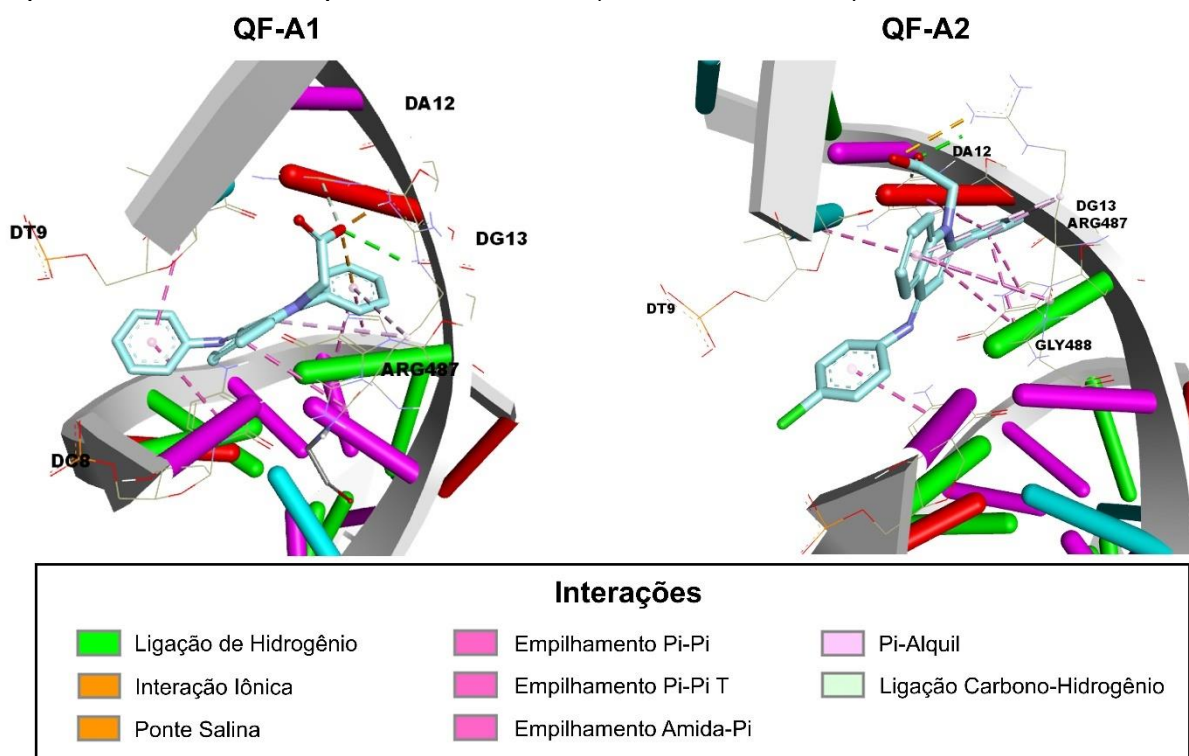 QF-A1
QF-A2
DA12
DT9
DG13
ARG487
DC8
DA12
DG13
ARG487
DT9
GLY488
Interações
Ligação de Hidrogênio
Empilhamento Pi-Pi
Pi-Alquil
Interação Iônica
Empilhamento Pi-Pi T
Ligação Carbono-Hidrogênio
Ponte Salina
Empilhamento Amida-Pi